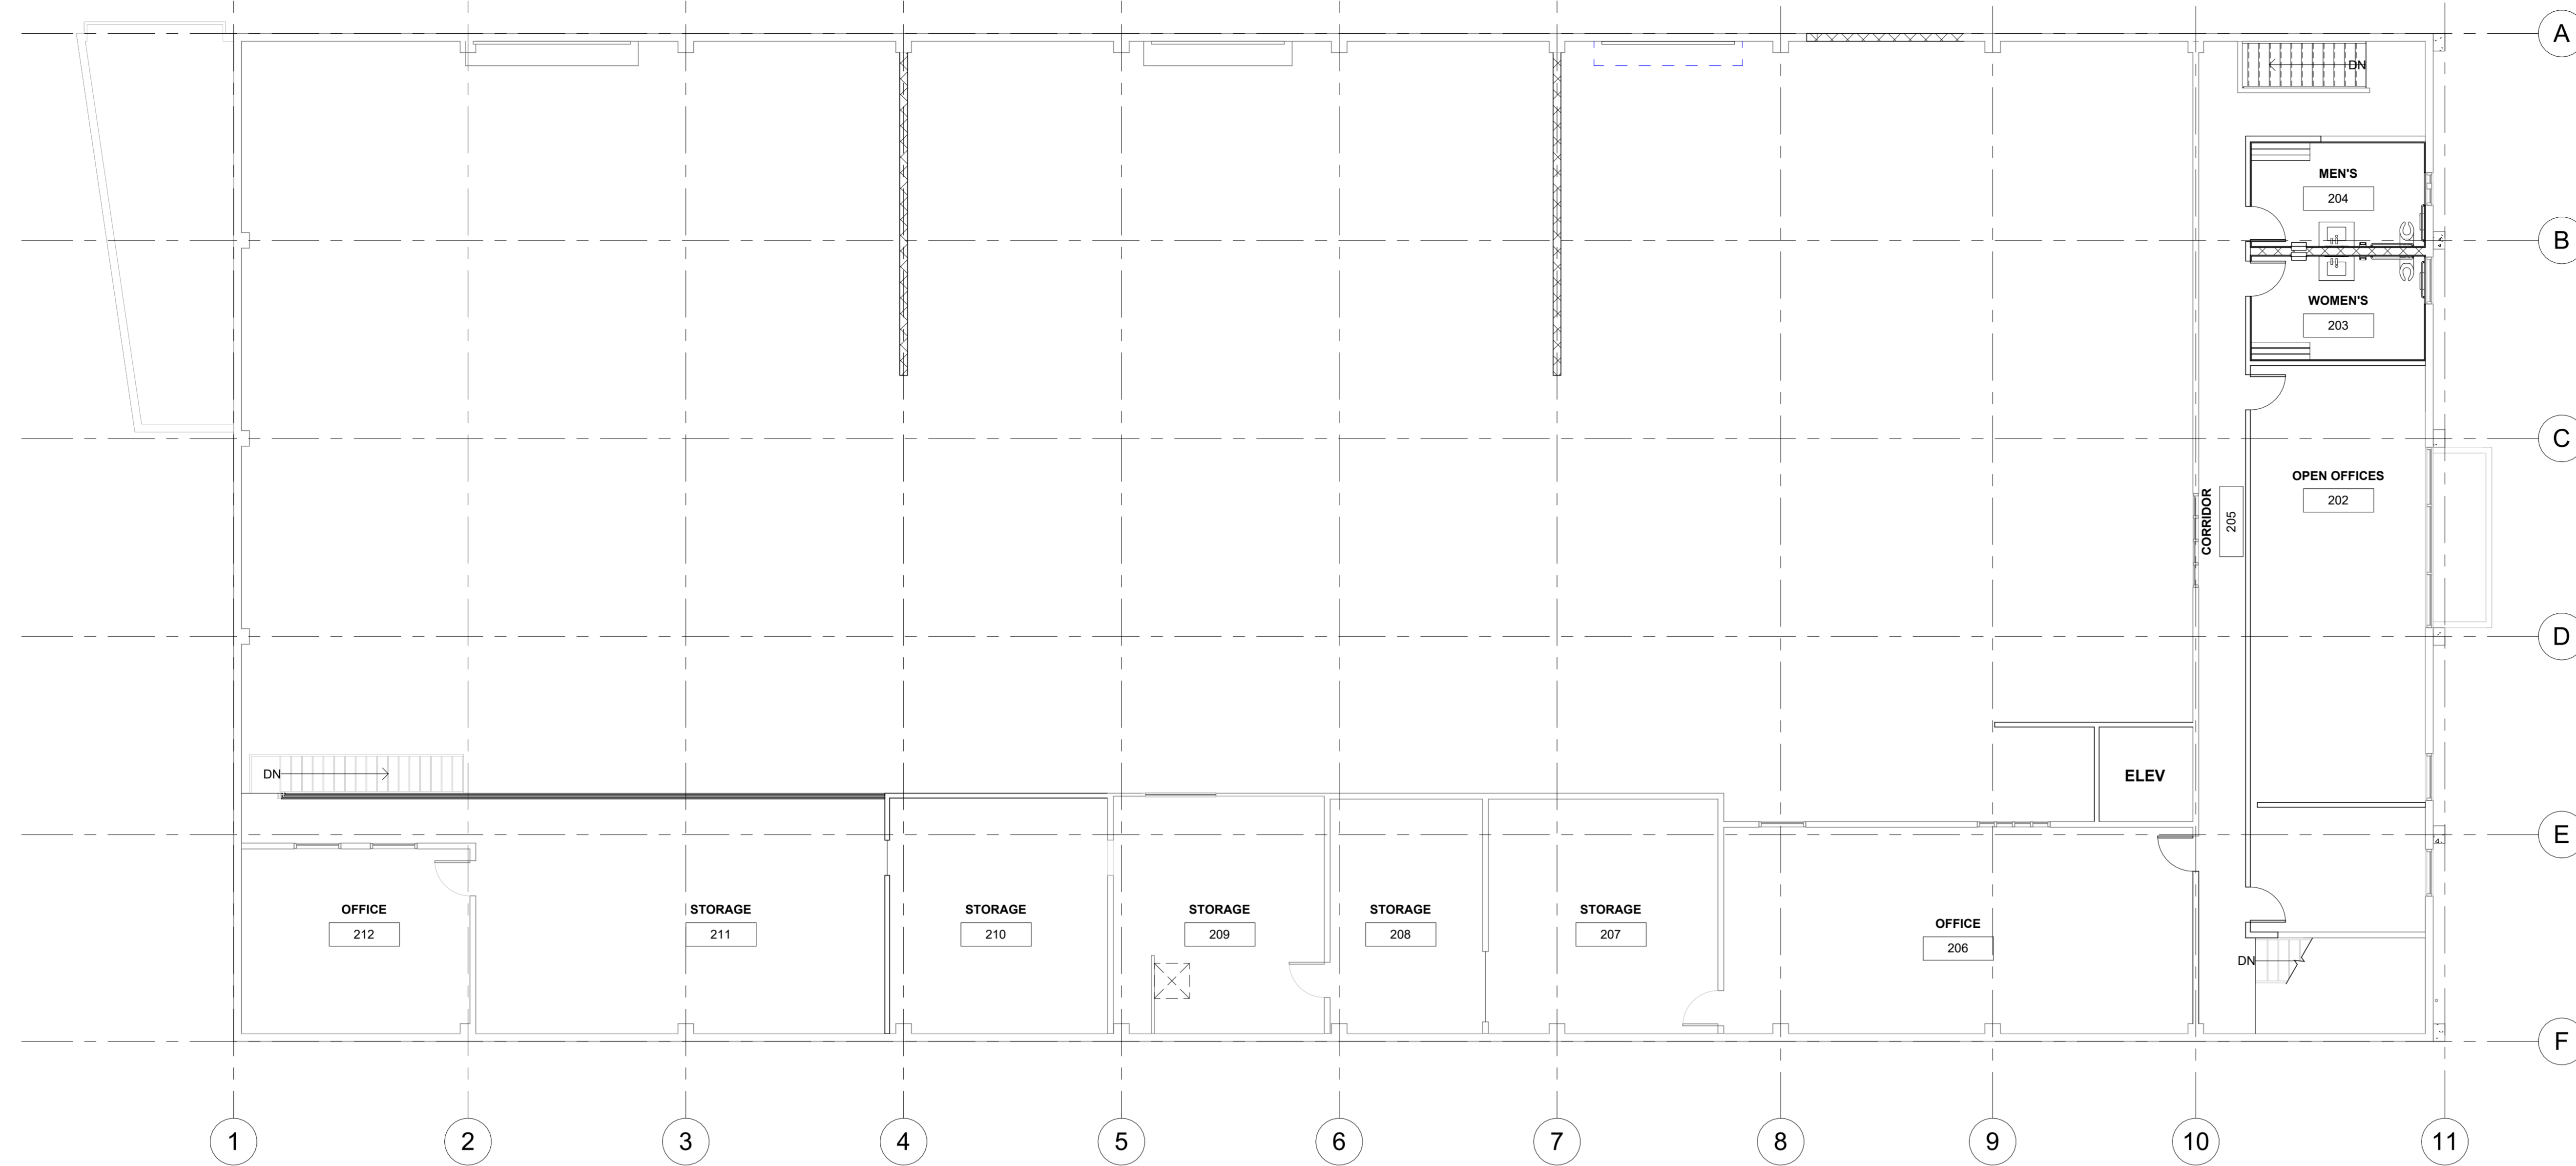 A
DN
MEN'S
204
B
WOMEN'S
203
C
OPEN OFFICES
202
CORRIDOR
205
D
DN
ELEV
E
OFFICE
212
STORAGE
211
STORAGE
210
STORAGE
209
STORAGE
208
STORAGE
207
OFFICE
206
DN
F
1
2
3
4
5
6
7
8
9
10
11